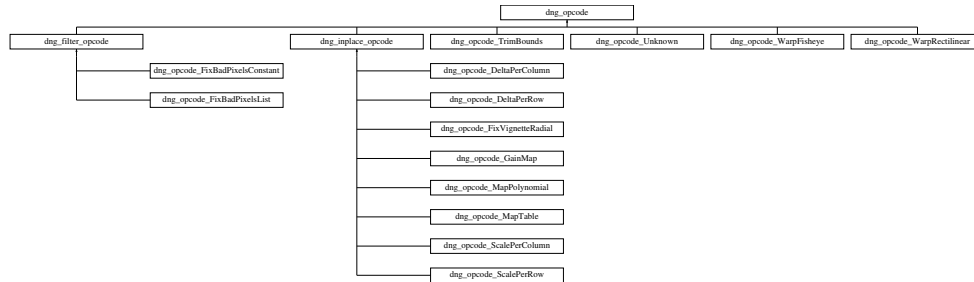 dng_opcode
dng_filter_opcode
dng_inplace_opcode
dng_opcode_TrimBounds
dng_opcode_Unknown
dng_opcode_WarpFisheye
dng_opcode_WarpRectilinear
dng_opcode_FixBadPixelsConstant
dng_opcode_DeltaPerColumn
dng_opcode_FixBadPixelsList
dng_opcode_DeltaPerRow
dng_opcode_FixVignetteRadial
dng_opcode_GainMap
dng_opcode_MapPolynomial
dng_opcode_MapTable
dng_opcode_ScalePerColumn
dng_opcode_ScalePerRow